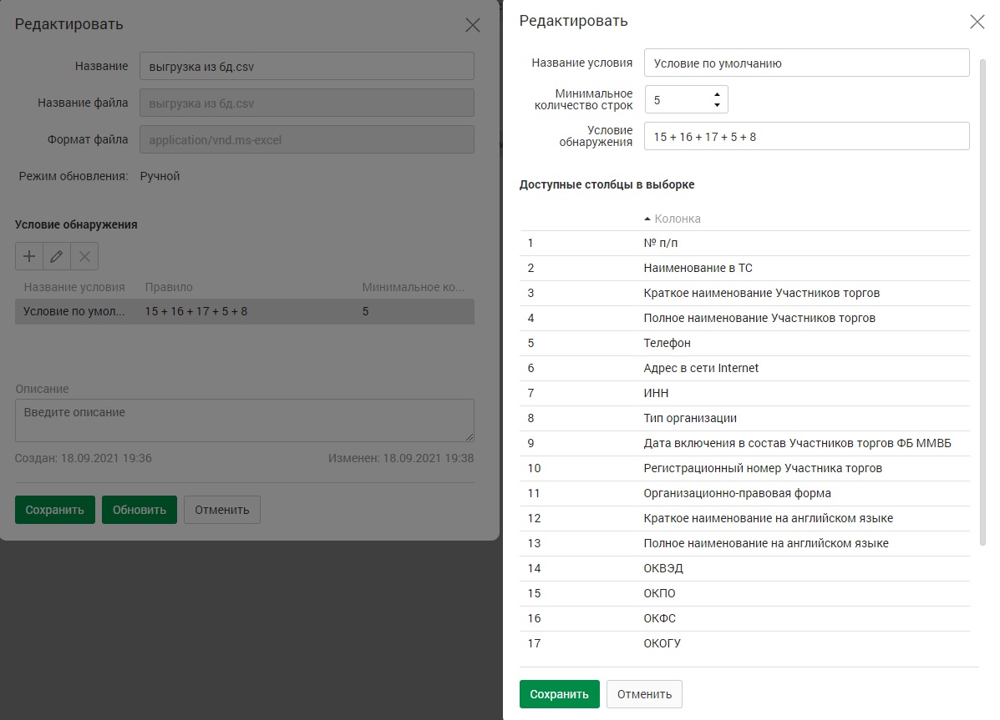 Редактировать
Название
выгрузка из бд.csv
Название файла
выгрузка из бд.csv
Формат файла
application/vnd.ms-excel
Режим обновления: Ручной
Условие обнаружения
Название условия Правило Минимальное ко...
Условие по умол... 15 + 16 + 17 + 5 + 8 5
Описание
Введите описание
Создан: 18.09.2021 19:36 Изменен: 18.09.2021 19:38
Сохранить Обновить Отменить
Редактировать
Название условия
Условие по умолчанию
Минимальное
количество строк
5
Условие
обнаружения
15 + 16 + 17 + 5 + 8
Доступные столбцы в выборке
Колонка
1 № п/п
2 Наименование в ТС
3 Краткое наименование Участников торгов
4 Полное наименование Участников торгов
5 Телефон
6 Адрес в сети Internet
7 ИНН
8 Тип организации
9 Дата включения в состав Участников торгов ФБ ММВБ
10 Регистрационный номер Участника торгов
11 Организационно-правовая форма
12 Краткое наименование на английском языке
13 Полное наименование на английском языке
14 ОКВЭД
15 ОКПО
16 ОКФС
17 ОКОГУ
Сохранить Отменить